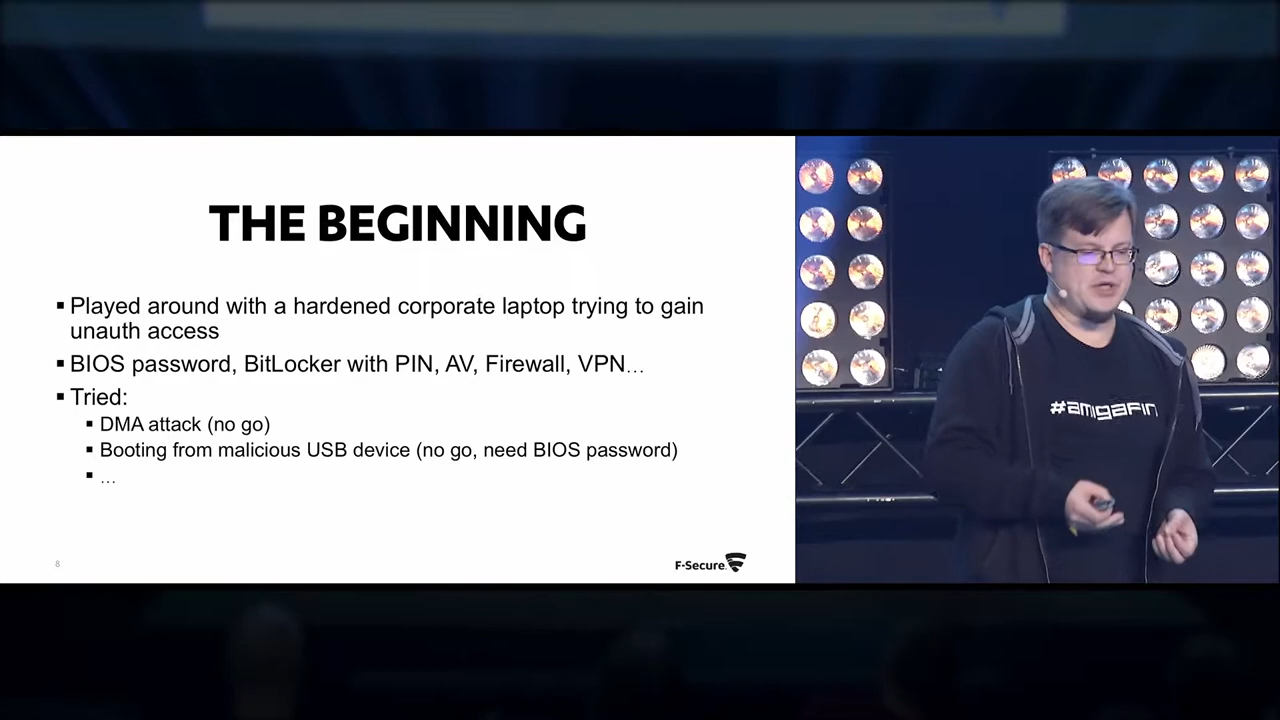 THE BEGINNING
▪ Played around with a hardened corporate laptop trying to gain
unauth access
▪ BIOS password, BitLocker with PIN, AV, Firewall, VPN…
▪ Tried:
▪ DMA attack (no go)
▪ Booting from malicious USB device (no go, need BIOS password)
▪ …
8
F-Secure.
#amigafin